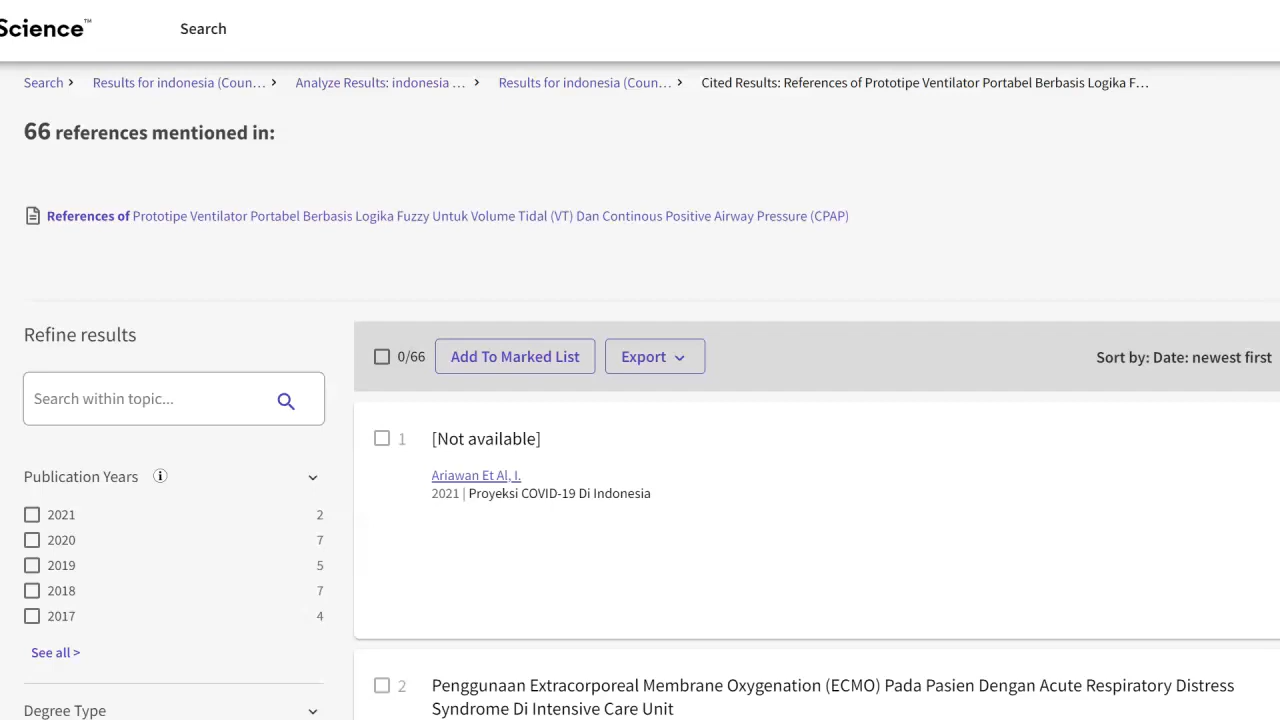 Science™
Search
Search
Results for indonesia (Coun...
Analyze Results: indonesia ...
Results for indonesia (Coun...
Cited Results: References of Prototipe Ventilator Portabel Berbasis Logika F...
66 references mentioned in:
References of Prototipe Ventilator Portabel Berbasis Logika Fuzzy Untuk Volume Tidal (VT) Dan Continous Positive Airway Pressure (CPAP)
Refine results
Search within topic...
Publication Years
2021 2
2020 7
2019 5
2018 7
2017 4
See all >
Degree Type
0/66 Add To Marked List Export
Sort by: Date: newest first
1 [Not available]
Ariawan Et Al, I.
2021 | Proyeksi COVID-19 Di Indonesia
2 Penggunaan Extracorporeal Membrane Oxygenation (ECMO) Pada Pasien Dengan Acute Respiratory Distress
Syndrome Di Intensive Care Unit